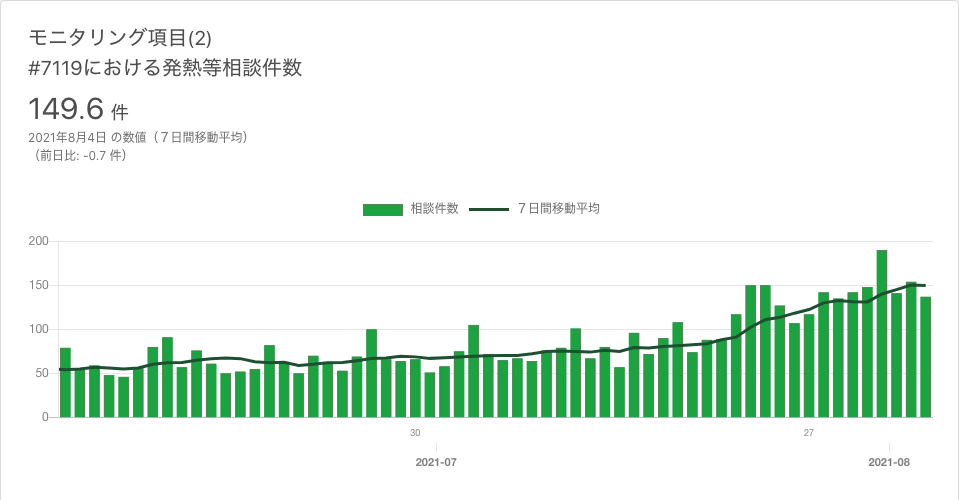 モニタリング項目(2)
#7119における発熱等相談件数
149.6 件
2021年8月4日 の数値（７日間移動平均）
（前日比: -0.7 件）
相談件数 ７日間移動平均
200
150
100
50
0
30 27
2021-07 2021-08